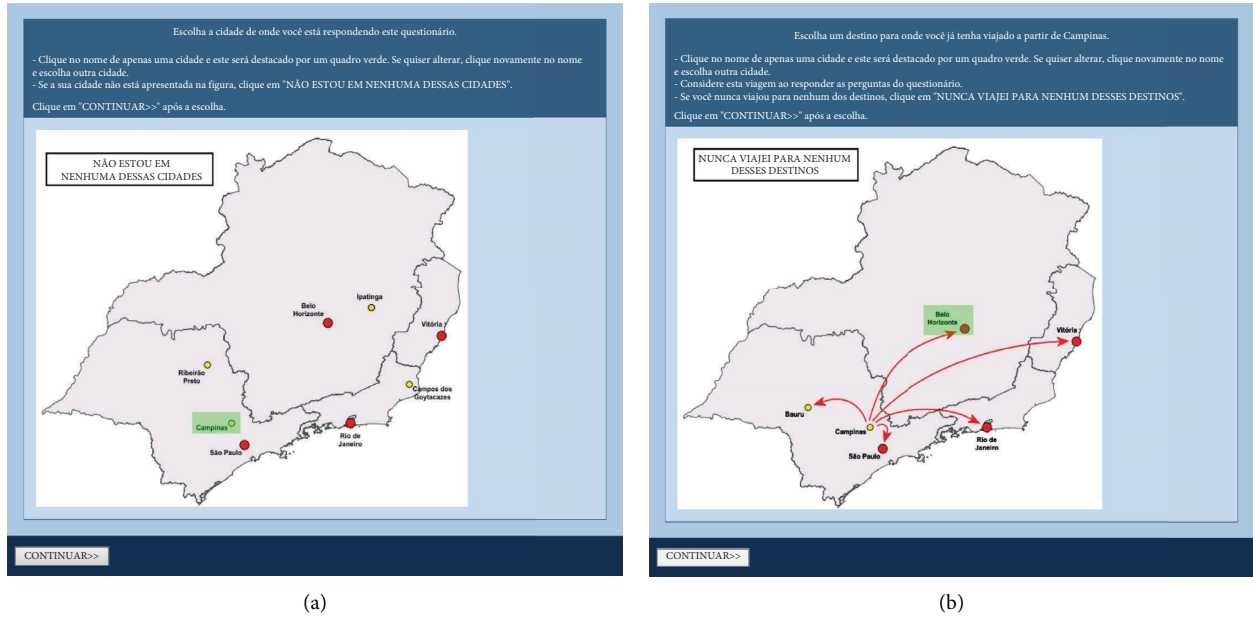 Escolha a cidade de onde você está respondendo este questionário.
- Clique no nome de apenas uma cidade e este será destacado por um quadro verde. Se quiser alterar, clique novamente no nome
e escolha outra cidade.
- Se a sua cidade não está apresentada na figura, clique em "NÃO ESTOU EM NENHUMA DESSAS CIDADES".
Clique em "CONTINUAR>>" após a escolha.
NÃO ESTOU EM
NENHUMA DESSAS CIDADES
Ipatinga
Belo
Horizonte
Vitória
Ribeirão
Preto
Campos dos
Goytacazes
Campinas
Rio de
Janeiro
São Paulo
CONTINUAR>>
(a)
Escolha um destino para onde você já tenha viajado a partir de Campinas.
- Clique no nome de apenas uma cidade e este será destacado por um quadro verde. Se quiser alterar, clique novamente no nome
e escolha outra cidade.
- Considere esta viagem ao responder as perguntas do questionário.
- Se você nunca viajou para nenhum dos destinos, clique em "NUNCA VIAJEI PARA NENHUM DESSES DESTINOS".
Clique em "CONTINUAR>>" após a escolha.
NUNCA VIAJEI PARA NENHUM
DESSES DESTINOS
Belo
Horizonte
Vitória
Bauru
Campinas
Rio de
Janeiro
São Paulo
CONTINUAR>>
(b)